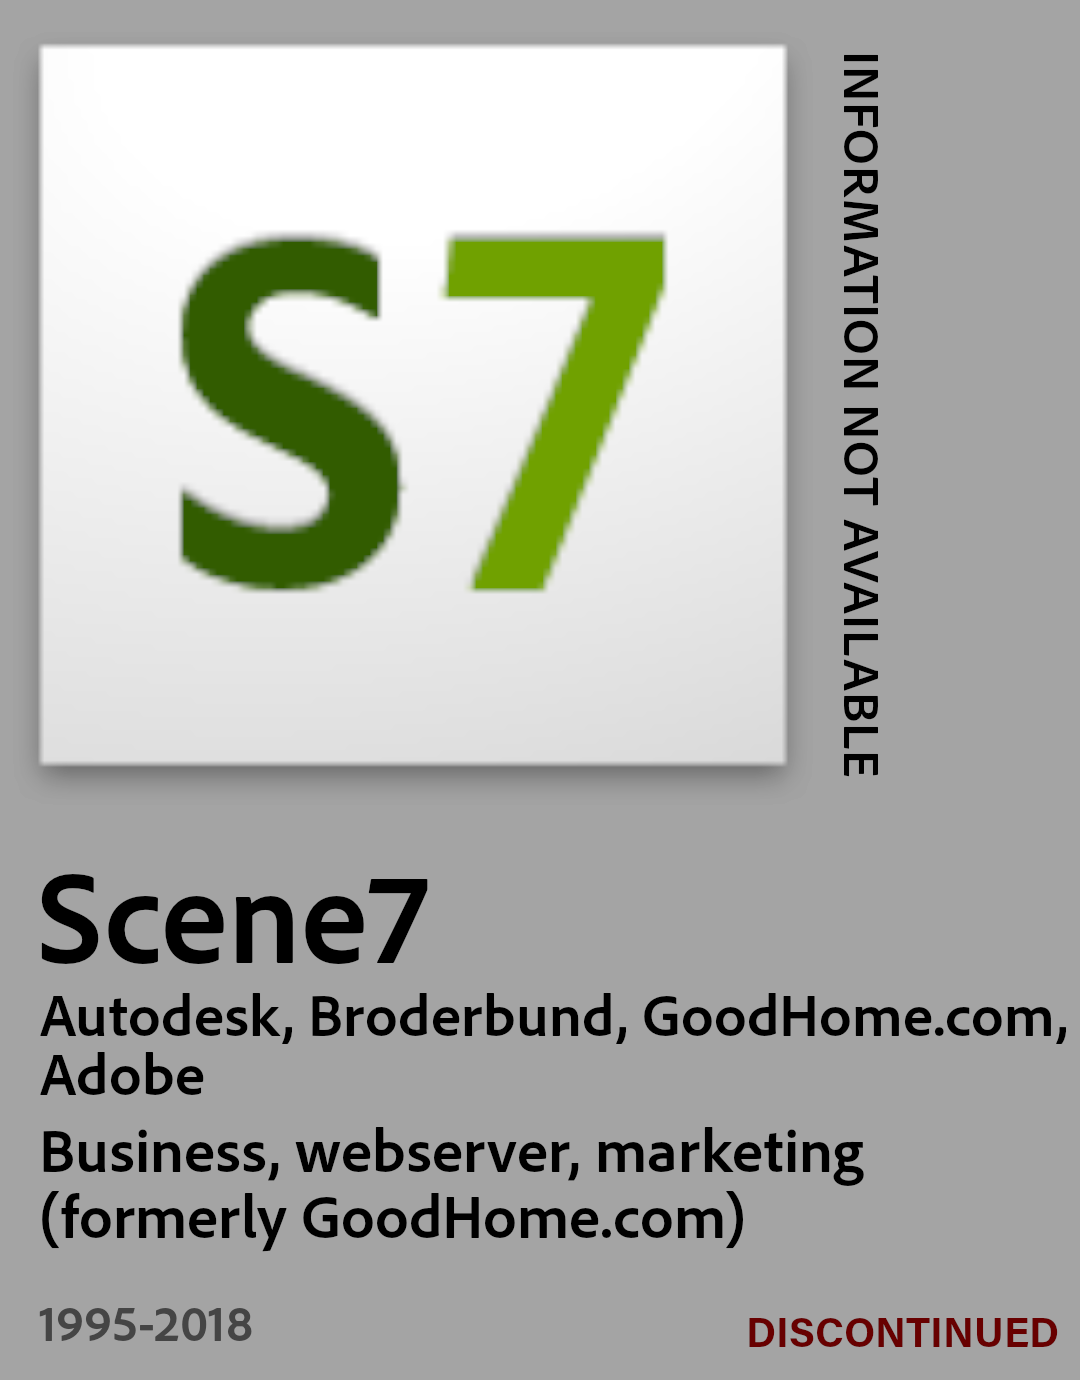 S7
INFORMATION NOT AVAILABLE
Scene7
Autodesk, Broderbund, GoodHome.com,
Adobe
Business, webserver, marketing
(formerly GoodHome.com)
1995-2018
DISCONTINUED